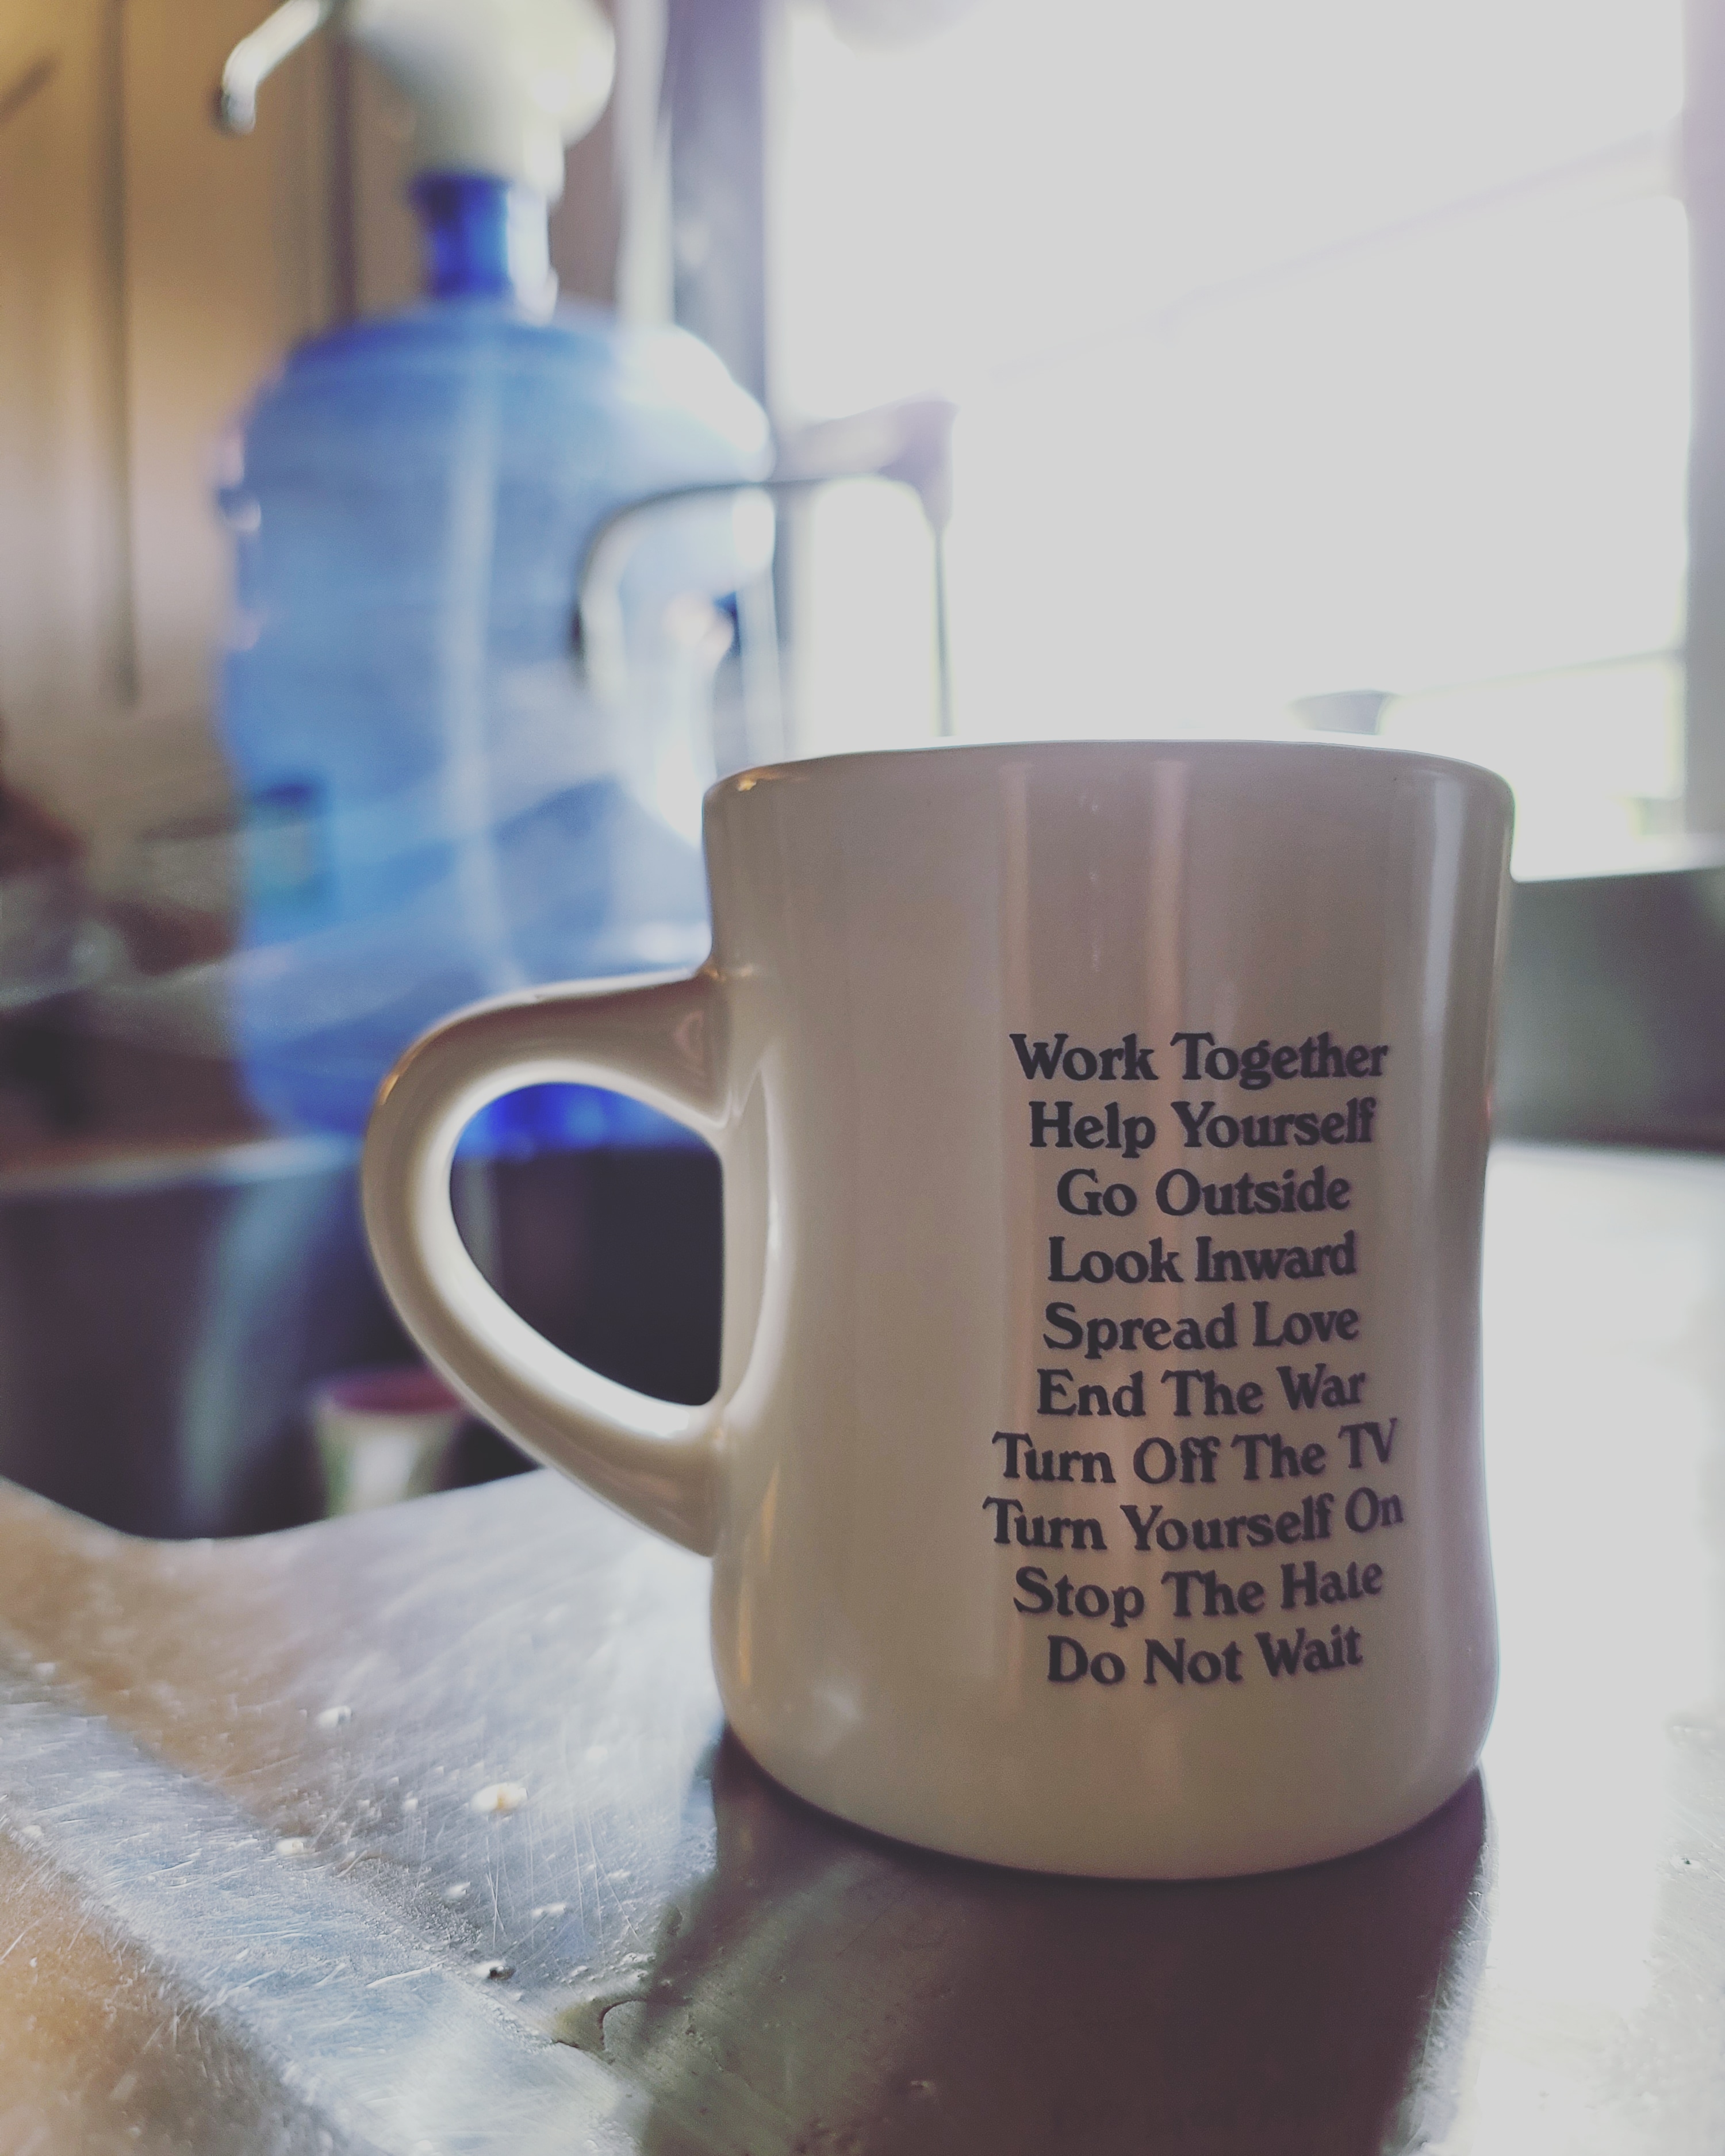 Work Together
Help Yourself
Go Outside
Look Inward
Spread Love
End The War
Turn Off The TV
Turn Yourself On
Stop The Hate
Do Not Wait